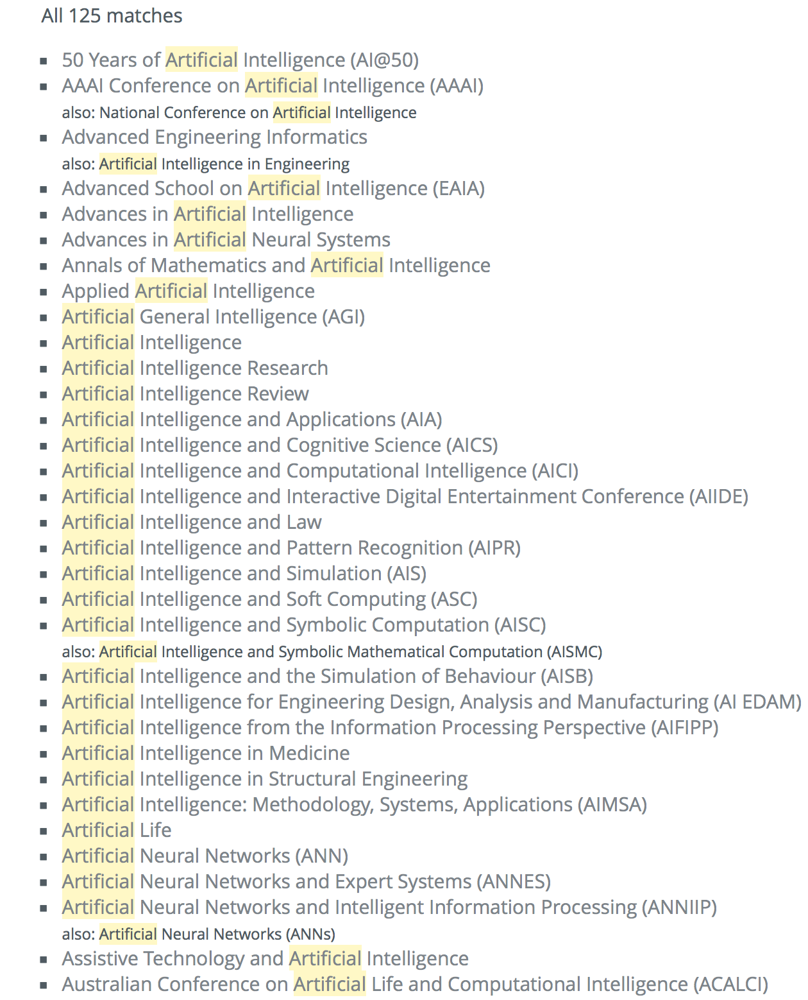 All 125 matches
50 Years of Artificial Intelligence (AI@50)
AAAI Conference on Artificial Intelligence (AAAI)
also: National Conference on Artificial Intelligence
Advanced Engineering Informatics
also: Artificial Intelligence in Engineering
Advanced School on Artificial Intelligence (EAIA)
Advances in Artificial Intelligence
Advances in Artificial Neural Systems
Annals of Mathematics and Artificial Intelligence
Applied Artificial Intelligence
Artificial General Intelligence (AGI)
Artificial Intelligence
Artificial Intelligence Research
Artificial Intelligence Review
Artificial Intelligence and Applications (AIA)
Artificial Intelligence and Cognitive Science (AICS)
Artificial Intelligence and Computational Intelligence (AICI)
Artificial Intelligence and Interactive Digital Entertainment Conference (AIIDE)
Artificial Intelligence and Law
Artificial Intelligence and Pattern Recognition (AIPR)
Artificial Intelligence and Simulation (AIS)
Artificial Intelligence and Soft Computing (ASC)
Artificial Intelligence and Symbolic Computation (AISC)
also: Artificial Intelligence and Symbolic Mathematical Computation (AISMC)
Artificial Intelligence and the Simulation of Behaviour (AISB)
Artificial Intelligence for Engineering Design, Analysis and Manufacturing (AI EDAM)
Artificial Intelligence from the Information Processing Perspective (AIFIPP)
Artificial Intelligence in Medicine
Artificial Intelligence in Structural Engineering
Artificial Intelligence: Methodology, Systems, Applications (AIMSA)
Artificial Life
Artificial Neural Networks (ANN)
Artificial Neural Networks and Expert Systems (ANNES)
Artificial Neural Networks and Intelligent Information Processing (ANNIIP)
also: Artificial Neural Networks (ANNs)
Assistive Technology and Artificial Intelligence
Australian Conference on Artificial Life and Computational Intelligence (ACALCI)